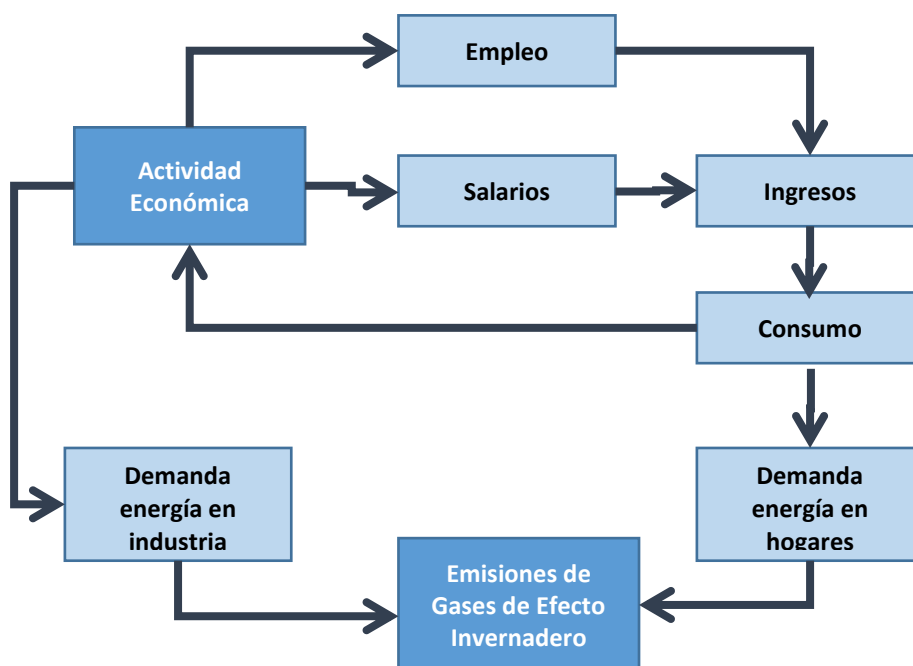 Empleo
Actividad
Económica
Salarios
Ingresos
Consumo
Demanda
energía en
industria
Demanda
energía en
hogares
Emisiones de
Gases de Efecto
Invernadero